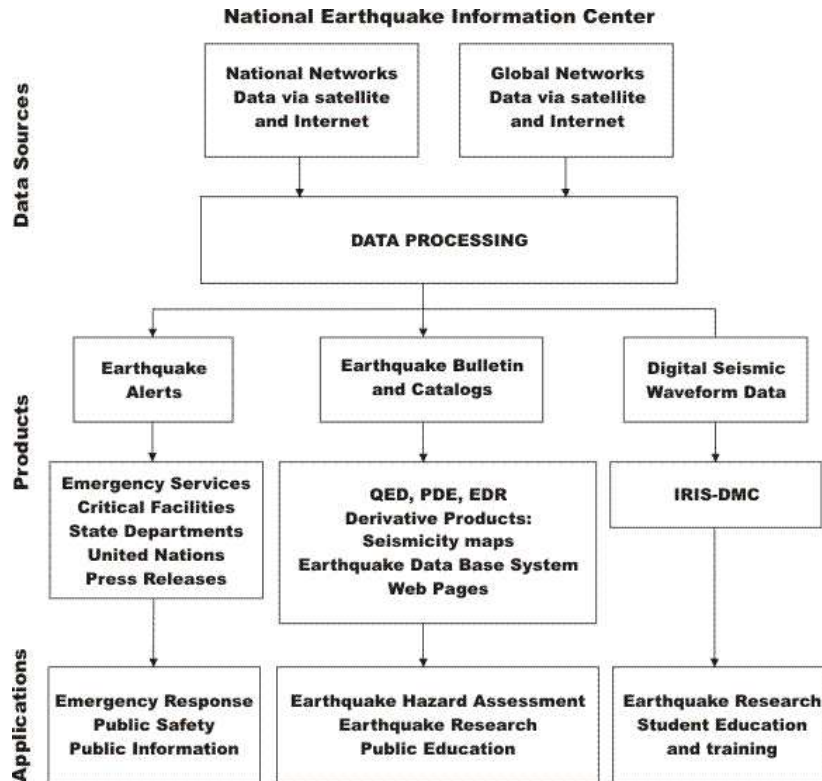 National Earthquake Information Center
Data Sources
National Networks
Data via satellite
and Internet
Global Networks
Data via satellite
and Internet
DATA PROCESSING
Products
Earthquake
Alerts
Earthquake Bulletin
and Catalogs
Digital Seismic
Waveform Data
Emergency Services
Critical Facilities
State Departments
United Nations
Press Releases
QED, PDE, EDR
Derivative Products:
Seismicity maps
Earthquake Data Base System
Web Pages
IRIS-DMC
Applications
Emergency Response
Public Safety
Public Information
Earthquake Hazard Assessment
Earthquake Research
Public Education
Earthquake Research
Student Education
and training